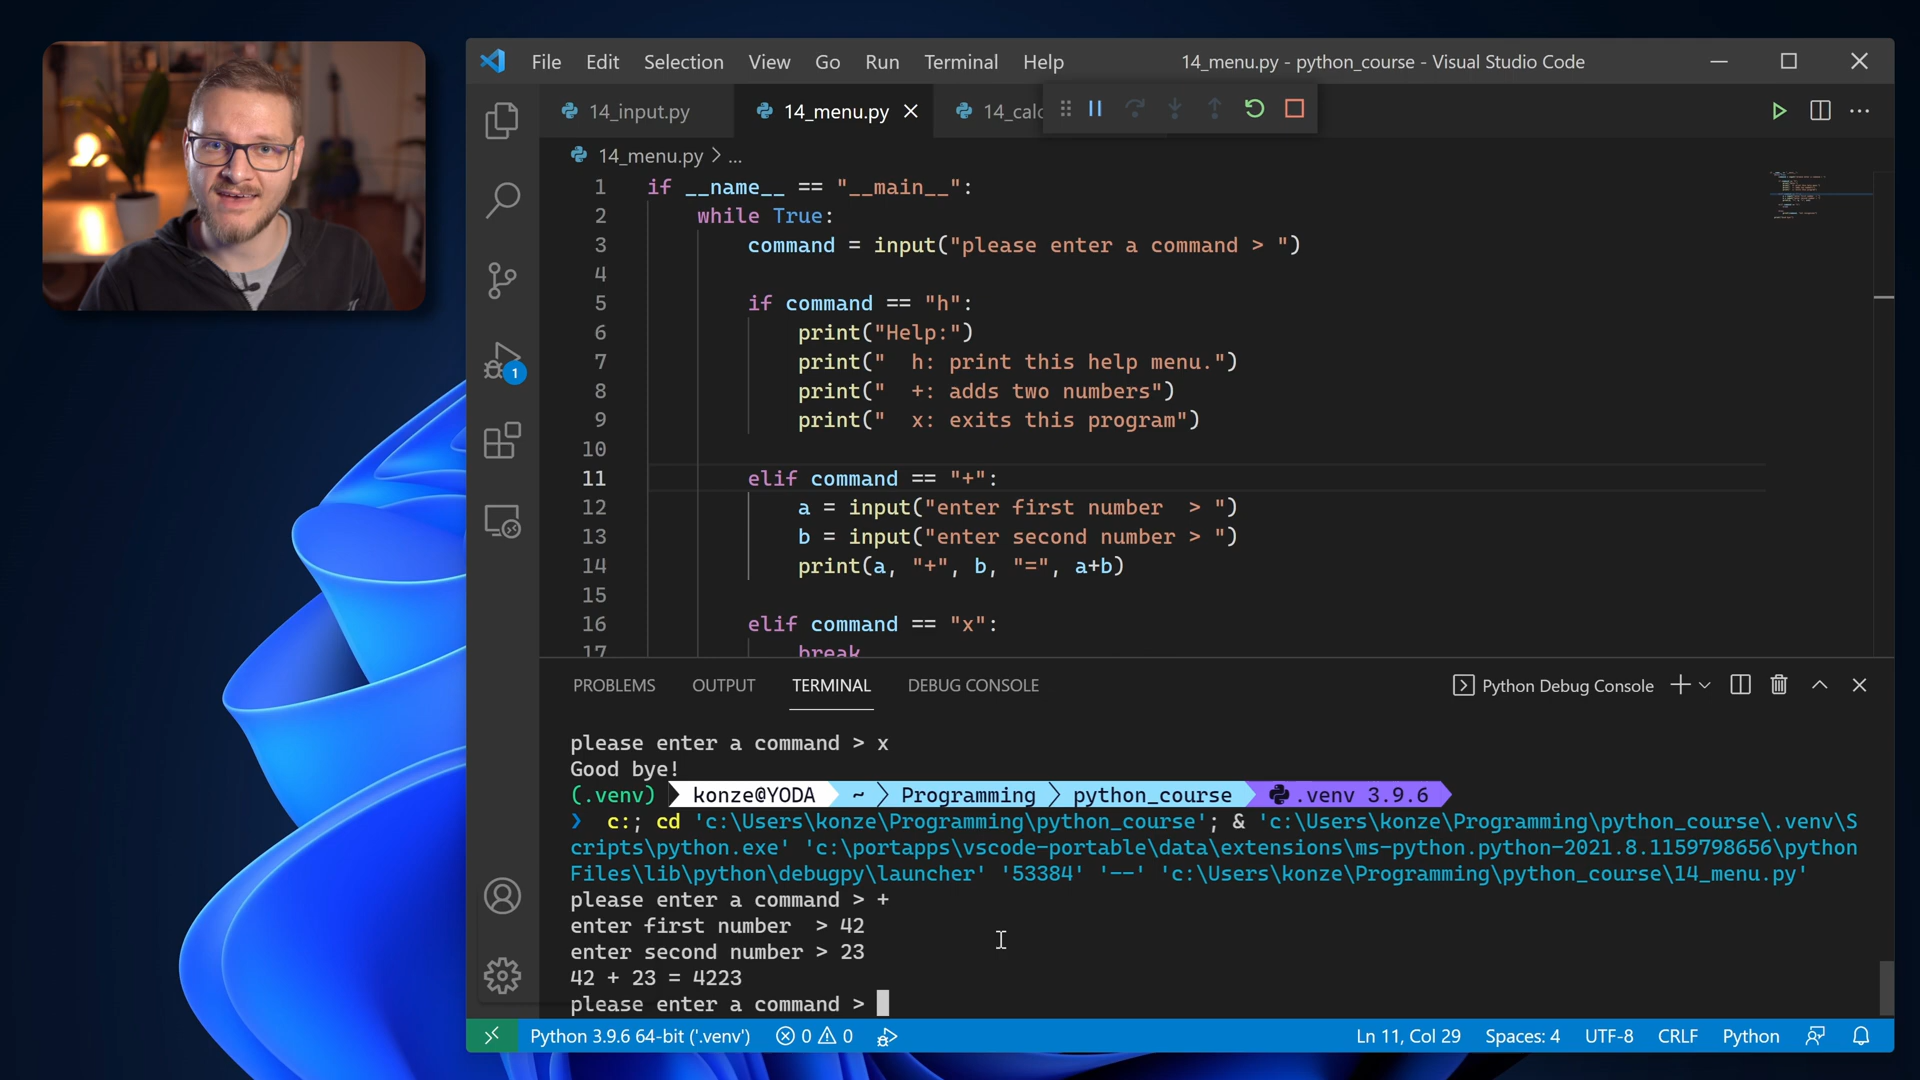 File Edit Selection View Go Run Terminal Help 14_menu.py - python_course - Visual Studio Code
14_input.py 14_menu.py 14_calc
14_menu.py > ...
1 if __name__ == "__main__":
2 while True:
3 command = input("please enter a command > ")
4
5 if command == "h":
6 print("Help:")
7 print("  h: print this help menu.")
8 print("  +: adds two numbers")
9 print("  x: exits this program")
10
11 elif command == "+":
12 a = input("enter first number  > ")
13 b = input("enter second number > ")
14 print(a, "+", b, "=", a+b)
15
16 elif command == "x":
17 break
1
PROBLEMS OUTPUT TERMINAL DEBUG CONSOLE Python Debug Console
please enter a command > x
Good bye!
(.venv) konze@YODA ~ Programming python_course .venv 3.9.6
❯ c:; cd 'c:\Users\konze\Programming\python_course'; & 'c:\Users\konze\Programming\python_course\.venv\S
cripts\python.exe' 'c:\portapps\vscode-portable\data\extensions\ms-python.python-2021.8.1159798656\python
Files\lib\python\debugpy\launcher' '53384' '--' 'c:\Users\konze\Programming\python_course\14_menu.py'
please enter a command > +
enter first number  > 42
enter second number > 23
42 + 23 = 4223
please enter a command >
Python 3.9.6 64-bit ('.venv') 0 0 Ln 11, Col 29 Spaces: 4 UTF-8 CRLF Python